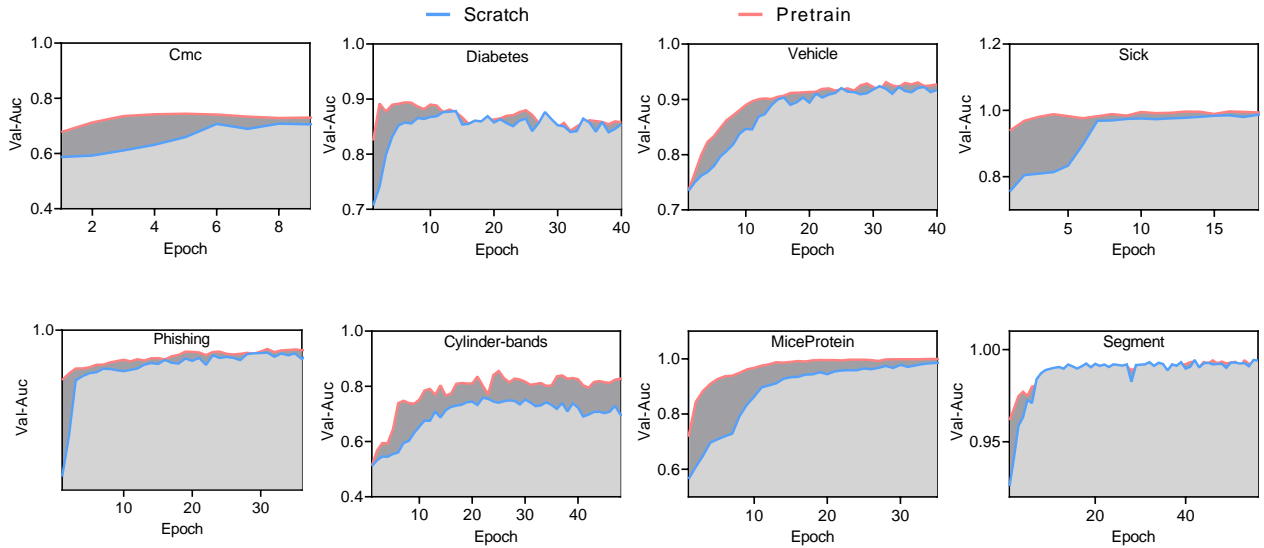 Scratch
Pretrain
Cmc
Val-Auc
1.0
0.8
0.6
0.4
2
4
6
8
Epoch
Diabetes
Val-Auc
1.0
0.9
0.8
0.7
10
20
30
40
Epoch
Vehicle
Val-Auc
1.0
0.9
0.8
0.7
10
20
30
40
Epoch
Sick
Val-Auc
1.2
1.0
0.8
5
10
15
Epoch
Phishing
Val-Auc
1.0
10
20
30
Epoch
Cylinder-bands
Val-Auc
1.0
0.8
0.6
0.4
10
20
30
40
Epoch
MiceProtein
Val-Auc
1.0
0.8
0.6
10
20
30
Epoch
Segment
Val-Auc
1.00
0.95
20
40
Epoch